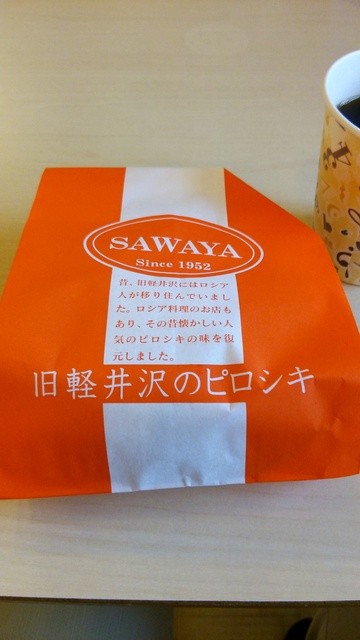 SAWAYA
Since 1952
昔、旧軽井沢にはロシア
人が移り住んでいまし
た。ロシア料理のお店も
あり、その昔懐かしい人
気のピロシキの味を復
元しました。
旧軽井沢のピロシキ